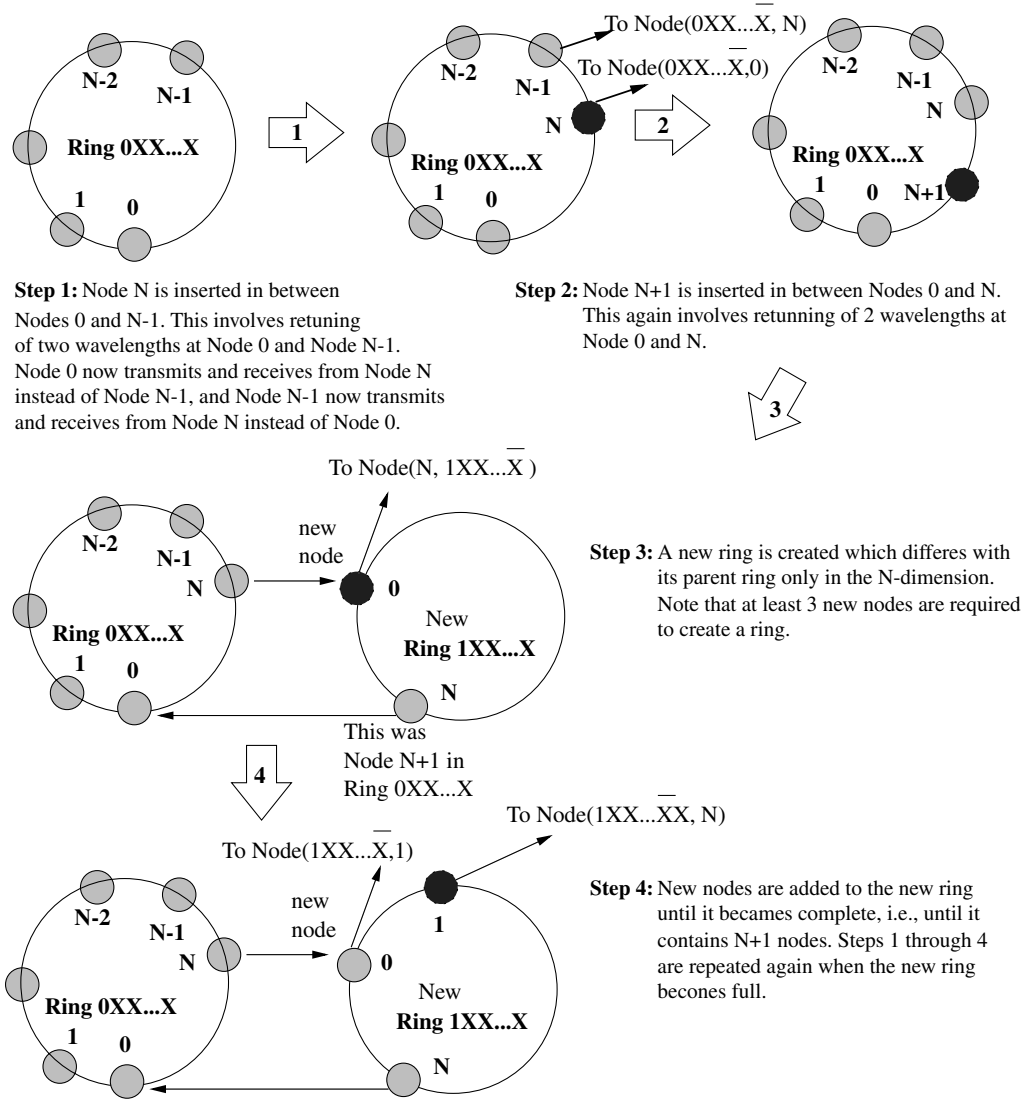 N-2
N-1
Ring 0XX...X
1
0
1
To Node(0XX...X̅, N)
To Node(0XX...X̅,0)
N-2
N-1
N
Ring 0XX...X
1
0
2
N-2
N-1
N
Ring 0XX...X
1
0
N+1
Step 1: Node N is inserted in between
Nodes 0 and N-1. This involves retuning
of two wavelengths at Node 0 and Node N-1.
Node 0 now transmits and receives from Node N
instead of Node N-1, and Node N-1 now transmits
and receives from Node N instead of Node 0.
Step 2: Node N+1 is inserted in between Nodes 0 and N.
This again involves retunning of 2 wavelengths at
Node 0 and N.
3
To Node(N, 1XX...X̅ )
N-2
N-1
N
Ring 0XX...X
1
0
new
node
0
New
Ring 1XX...X
N
This was
Node N+1 in
Ring 0XX...X
Step 3: A new ring is created which differes with
its parent ring only in the N-dimension.
Note that at least 3 new nodes are required
to create a ring.
4
To Node(1XX...X̅,1)
To Node(1XX...X̅X, N)
N-2
N-1
N
Ring 0XX...X
1
0
new
node
1
0
New
Ring 1XX...X
N
Step 4: New nodes are added to the new ring
until it becames complete, i.e., until it
contains N+1 nodes. Steps 1 through 4
are repeated again when the new ring
becones full.